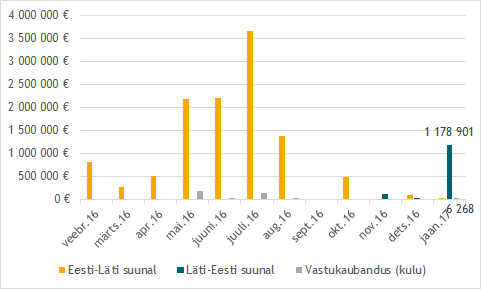 4 000 000 €
3 500 000 €
3 000 000 €
2 500 000 €
2 000 000 €
1 500 000 €
1 000 000 €
500 000 €
0 €
1 178 901
6 268
veebr.16
märts.16
apr.16
mai.16
juuni.16
juuli.16
aug.16
sept.16
okt.16
nov.16
dets.16
jaan.17
Eesti-Läti suunal
Läti-Eesti suunal
Vastukaubandus (kulu)